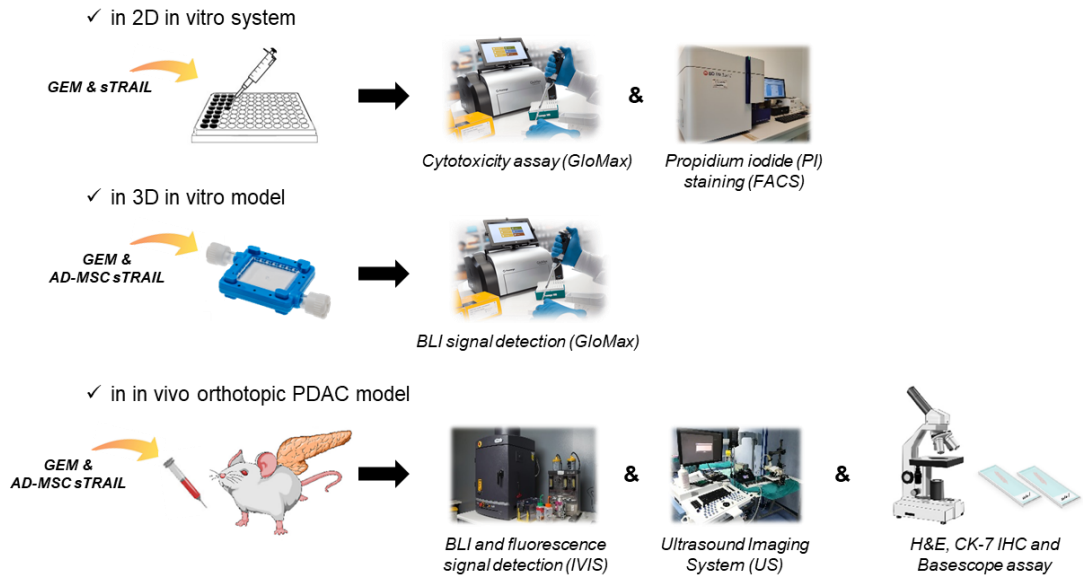 ✓ in 2D in vitro system
GEM & sTRAIL
&
Cytotoxicity assay (GloMax)
Propidium iodide (PI)
staining (FACS)
✓ in 3D in vitro model
GEM &
AD-MSC sTRAIL
BLI signal detection (GloMax)
✓ in in vivo orthotopic PDAC model
GEM &
AD-MSC sTRAIL
&
&
BLI and fluorescence
signal detection (IVIS)
Ultrasound Imaging
System (US)
H&E, CK-7 IHC and
Basescope assay